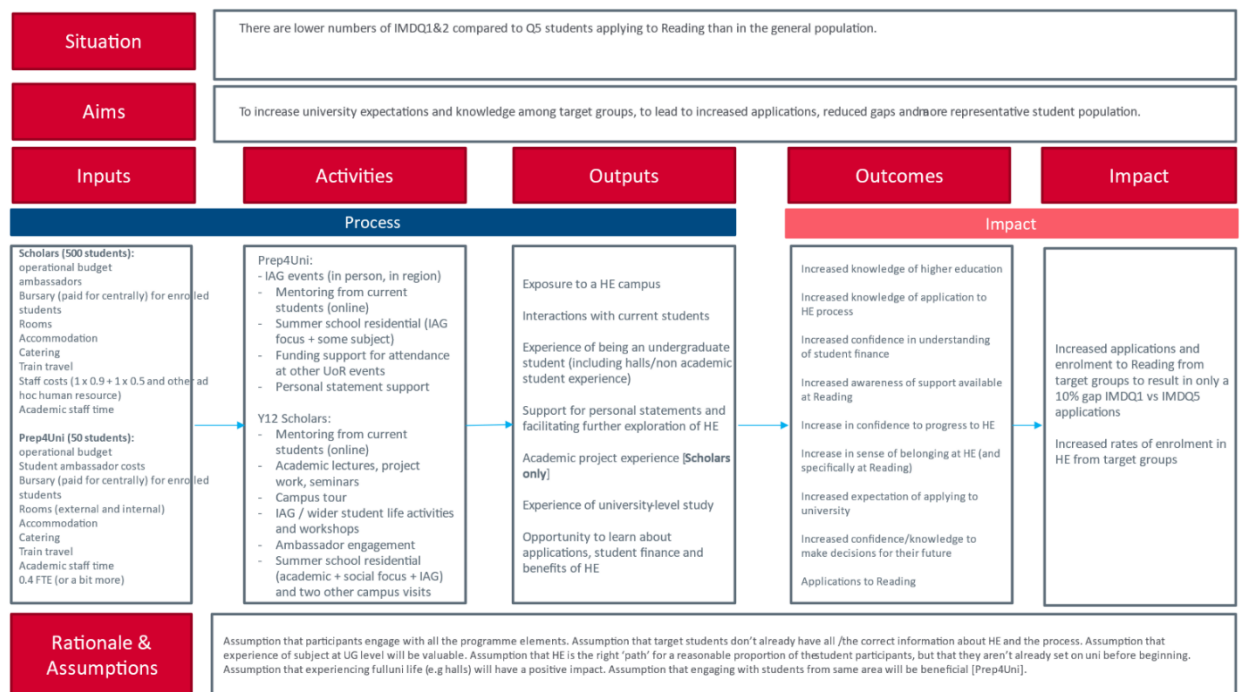 Situation
There are lower numbers of IMDQ1&2 compared to Q5 students applying to Reading than in the general population.
Aims
To increase university expectations and knowledge among target groups, to lead to increased applications, reduced gaps andmore representative student population.
Inputs
Activities
Outputs
Outcomes
Impact
Process
Impact
Scholars (500 students):
operational budget
ambassadors
Bursary (paid for centrally) for enrolled
students
Rooms
Accommodation
Catering
Train travel
Staff costs (1 x 0.9 + 1 x 0.5 and other ad
hoc human resource)
Academic staff time
Prep4Uni (50 students):
operational budget
Student ambassador costs
Bursary (paid for centrally) for enrolled
students
Rooms (external and internal)
Accommodation
Catering
Train travel
Academic staff time
0.4 FTE (or a bit more)
Prep4Uni:
- IAG events (in person, in region)
- Mentoring from current
students (online)
- Summer school residential (IAG
focus + some subject)
- Funding support for attendance
at other UoR events
- Personal statement support
Y12 Scholars:
- Mentoring from current
students (online)
- Academic lectures, project
work, seminars
- Campus tour
- IAG / wider student life activities
and workshops
- Ambassador engagement
- Summer school residential
(academic + social focus + IAG)
and two other campus visits
Exposure to a HE campus
Interactions with current students
Experience of being an undergraduate
student (including halls/non academic
student experience)
Support for personal statements and
facilitating further exploration of HE
Academic project experience [Scholars
only]
Experience of university-level study
Opportunity to learn about
applications, student finance and
benefits of HE
Increased knowledge of higher education
Increased knowledge of application to
HE process
Increased confidence in understanding
of student finance
Increased awareness of support available
at Reading
Increase in confidence to progress to HE
Increase in sense of belonging at HE (and
specifically at Reading)
Increased expectation of applying to
university
Increased confidence/knowledge to
make decisions for their future
Applications to Reading
Increased applications and
enrolment to Reading from
target groups to result in only a
10% gap IMDQ1 vs IMDQ5
applications
Increased rates of enrolment in
HE from target groups
Rationale &
Assumptions
Assumption that participants engage with all the programme elements. Assumption that target students don't already have all /the correct information about HE and the process. Assumption that
experience of subject at UG level will be valuable. Assumption that HE is the right 'path' for a reasonable proportion of thestudent participants, but that they aren't already set on uni before beginning.
Assumption that experiencing fulluni life (e.g halls) will have a positive impact. Assumption that engaging with students from same area will be beneficial [Prep4Uni].